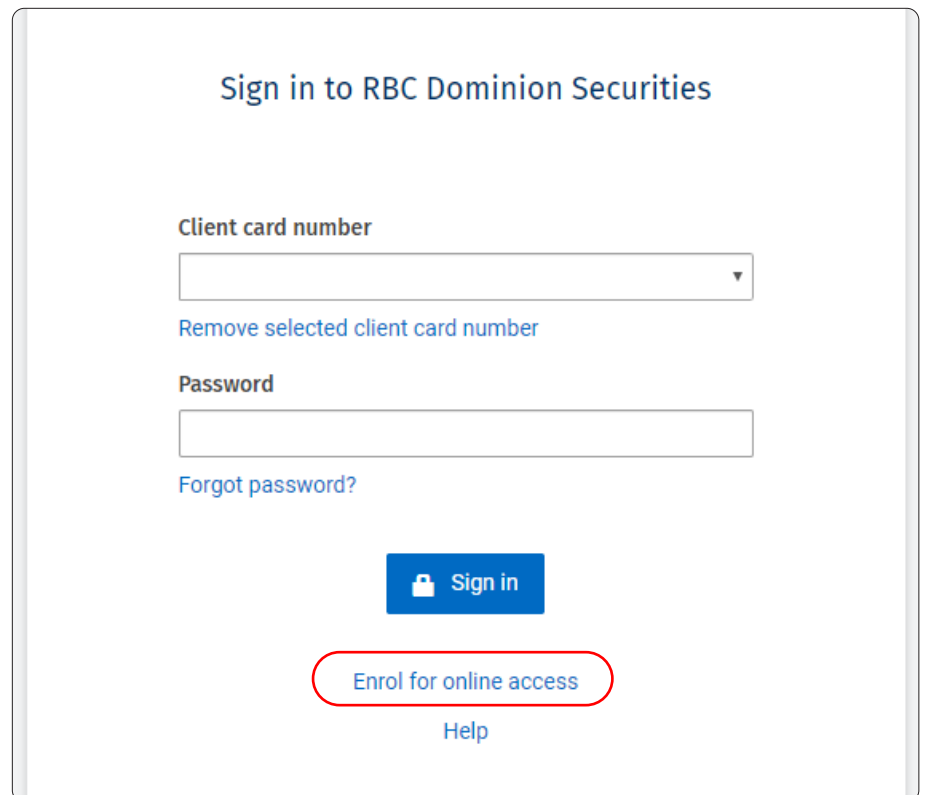 Sign in to RBC Dominion Securities
Client card number
Remove selected client card number
Password
Forgot password?
Sign in
Enrol for online access
Help